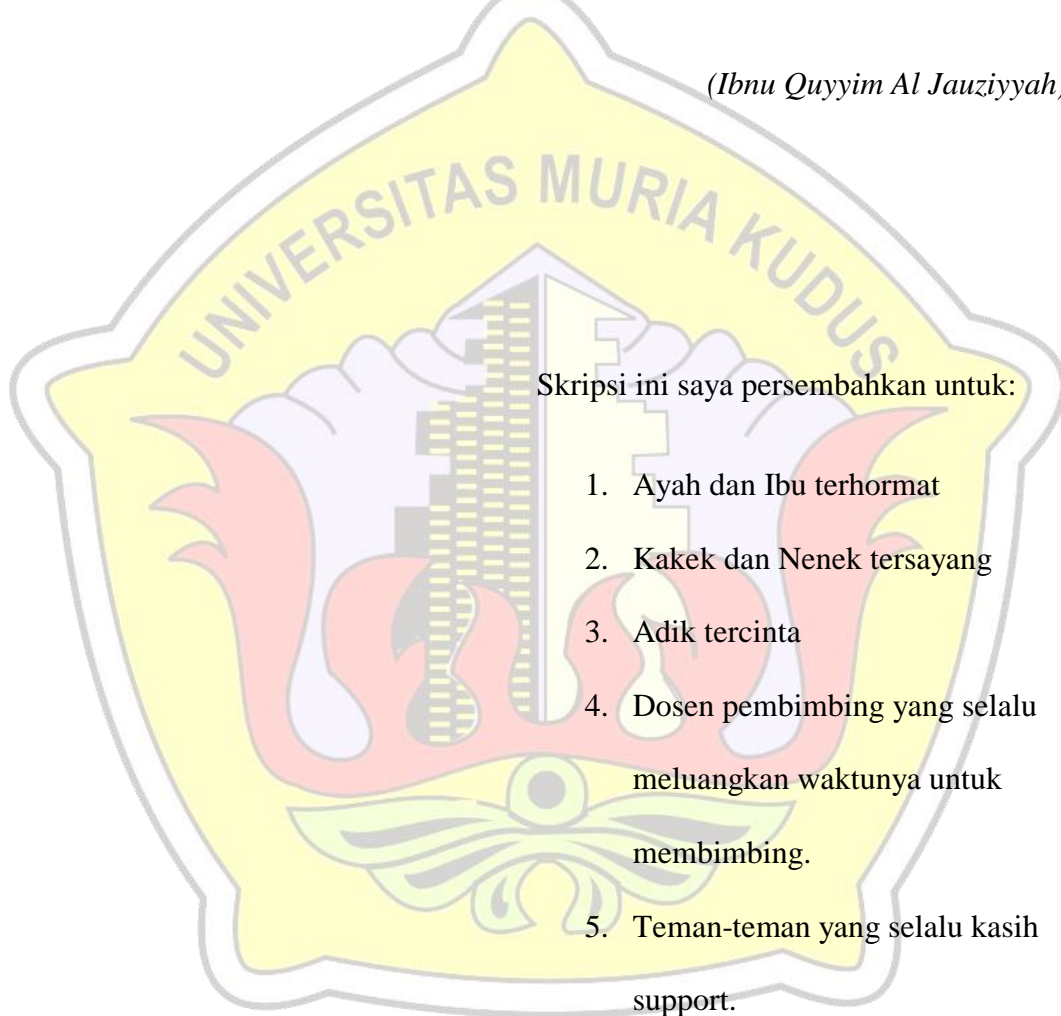 (Ibnu Quyyim Al Jauziyyah)
UNIVERSITAS MURIA KUDUS
Skripsi ini saya persembahkan untuk:
1. Ayah dan Ibu terhormat
2. Kakek dan Nenek tersayang
3. Adik tercinta
4. Dosen pembimbing yang selalu
meluangkan waktunya untuk
membimbing.
5. Teman-teman yang selalu kasih
support.